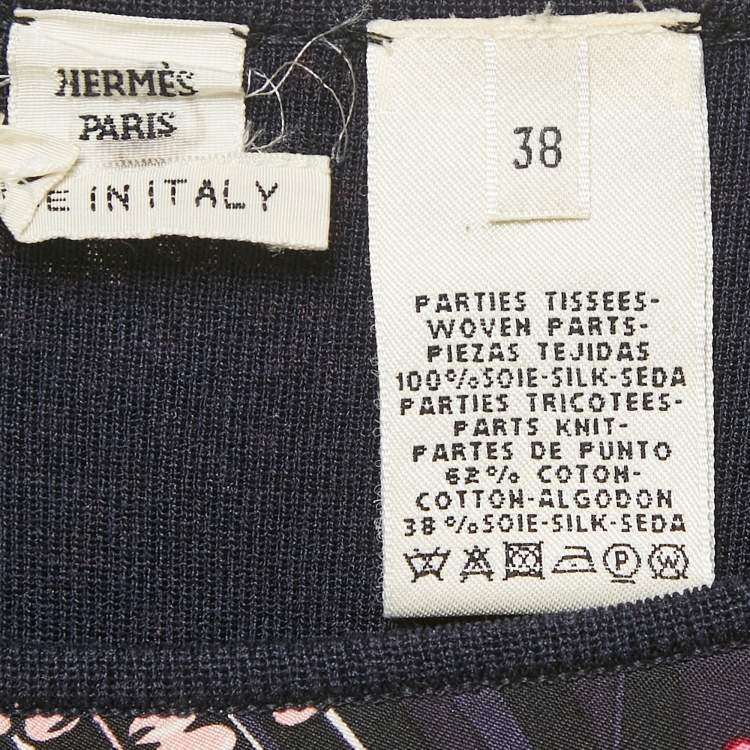 HERMÈS
PARIS
E IN ITALY
38
PARTIES TISSEES-
WOVEN PARTS-
PIEZAS TEJIDAS
100%SOIE-SILK-SEDA
PARTIES TRICOTEES-
PARTS KNIT-
PARTES DE PUNTO
62% COTON-
COTTON-ALGODON
38%SOIE-SILK-SEDA
P W